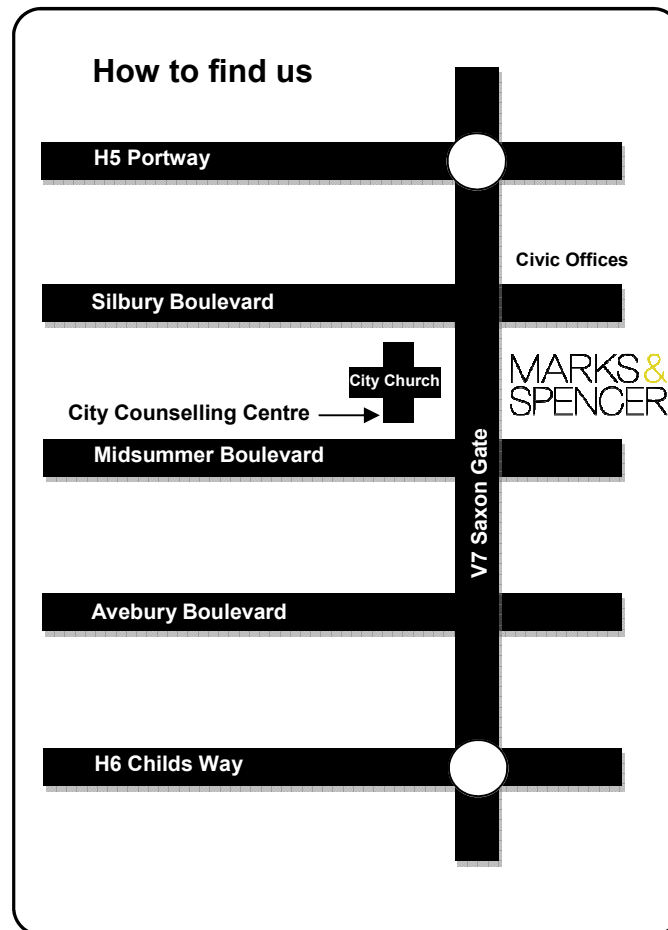 How to find us
H5 Portway
Civic Offices
Silbury Boulevard
City Church
MARKS &
SPENCER
City Counselling Centre
Midsummer Boulevard
V7 Saxon Gate
Avebury Boulevard
H6 Childs Way